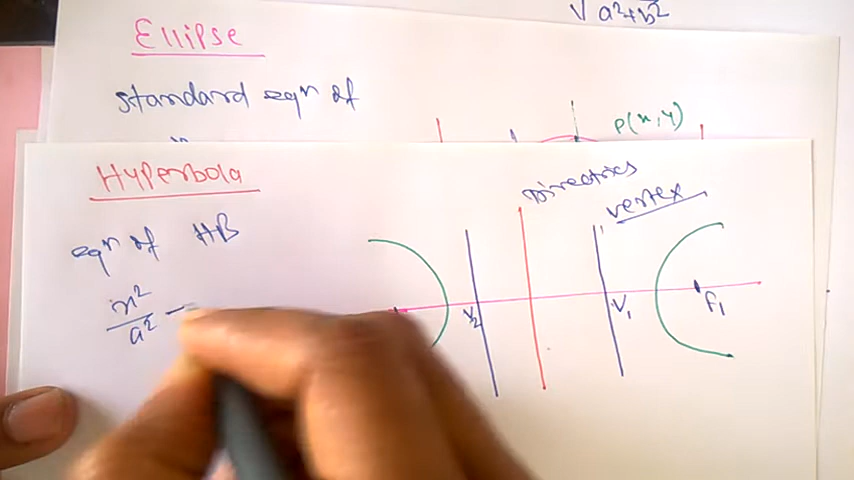 √a²+b²
Ellipse
standard eqn of
P(x,y)
Hyperbola
Directrics
vertex
eqn of HB
x²/a² -
V2
V1
F1